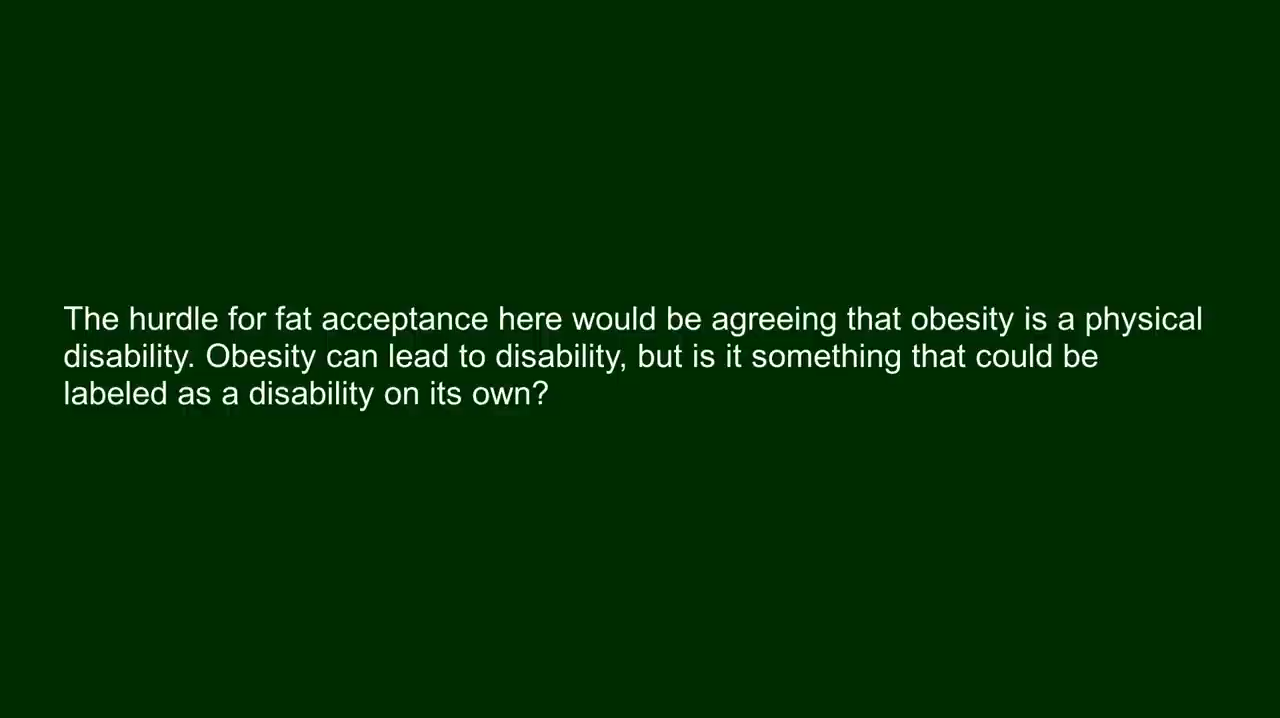 The hurdle for fat acceptance here would be agreeing that obesity is a physical
disability. Obesity can lead to disability, but is it something that could be
labeled as a disability on its own?